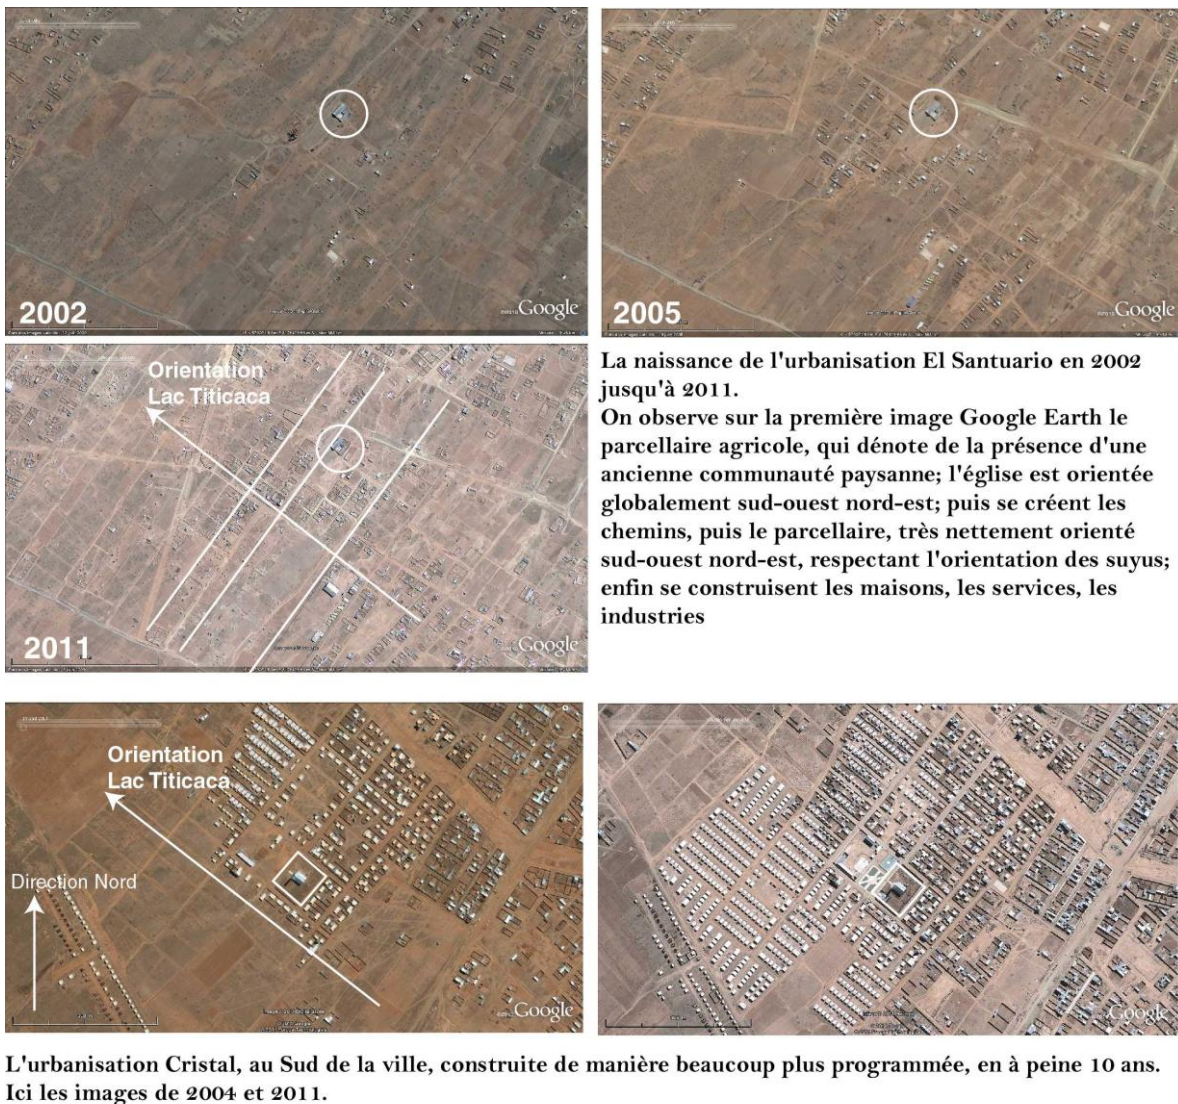 2002
Google
2005
Google
Orientation
Lac Titicaca
2011
Google
La naissance de l'urbanisation El Santuario en 2002
jusqu'à 2011.
On observe sur la première image Google Earth le
parcellaire agricole, qui dénote de la présence d'une
ancienne communauté paysanne; l'église est orientée
globalement sud-ouest nord-est; puis se créent les
chemins, puis le parcellaire, très nettement orienté
sud-ouest nord-est, respectant l'orientation des suyus;
enfin se construisent les maisons, les services, les
industries
Orientation
Lac Titicaca
Direction Nord
Google
Google
L'urbanisation Cristal, au Sud de la ville, construite de manière beaucoup plus programmée, en à peine 10 ans.
Ici les images de 2004 et 2011.